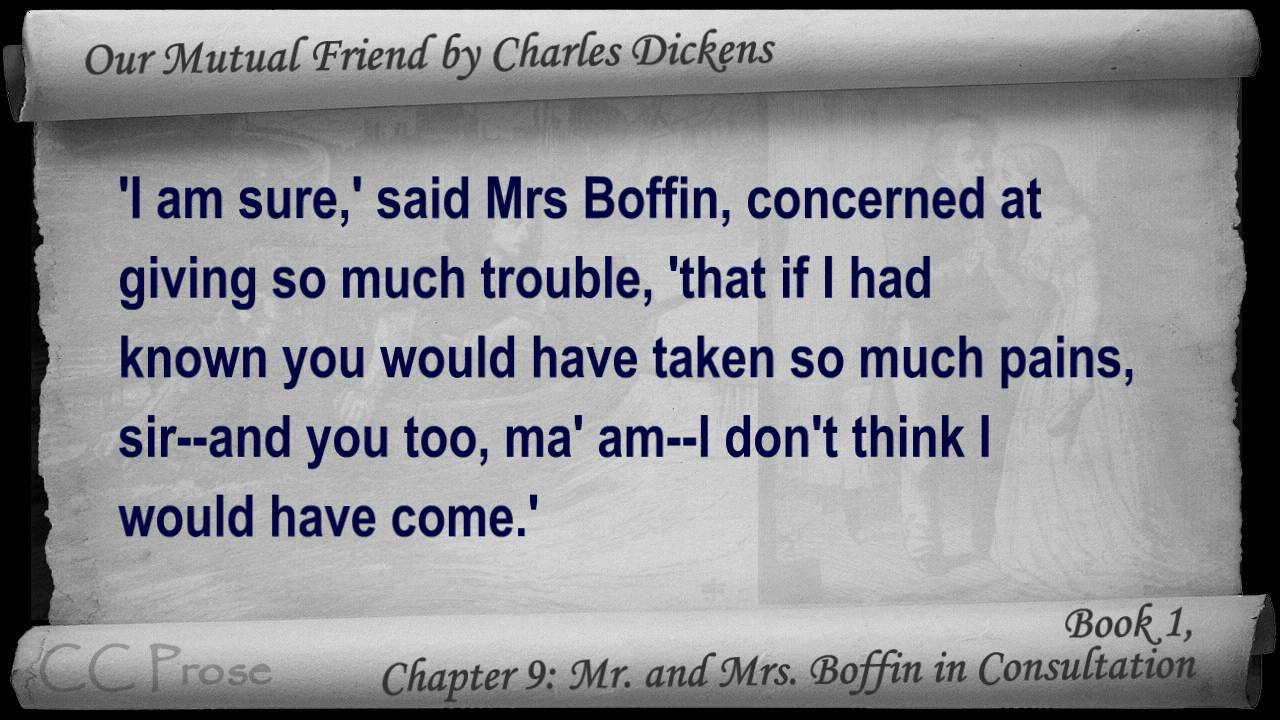 Our Mutual Friend by Charles Dickens
'I am sure,' said Mrs Boffin, concerned at
giving so much trouble, 'that if I had
known you would have taken so much pains,
sir--and you too, ma' am--I don't think I
would have come.'
Book 1,
CC Prose
Chapter 9: Mr. and Mrs. Boffin in Consultation